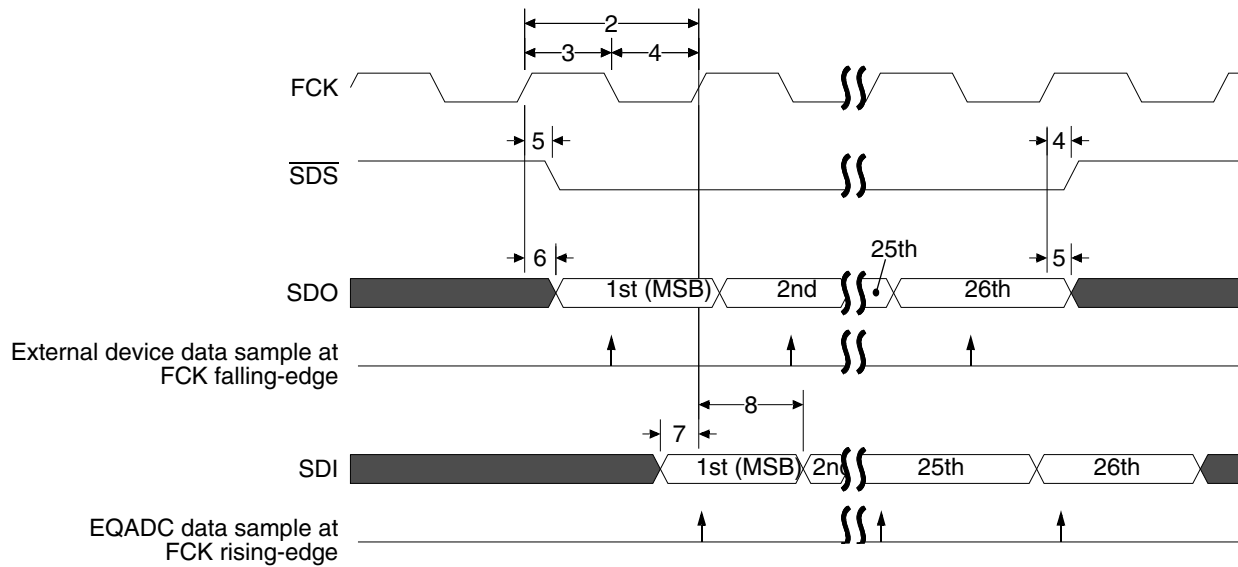 2
3 4
FCK
5 4
SDS
25th
6 5
SDO 1st (MSB) 2nd 26th
External device data sample at
FCK falling-edge
8
7
SDI 1st (MSB) 2nd 25th 26th
EQADC data sample at
FCK rising-edge